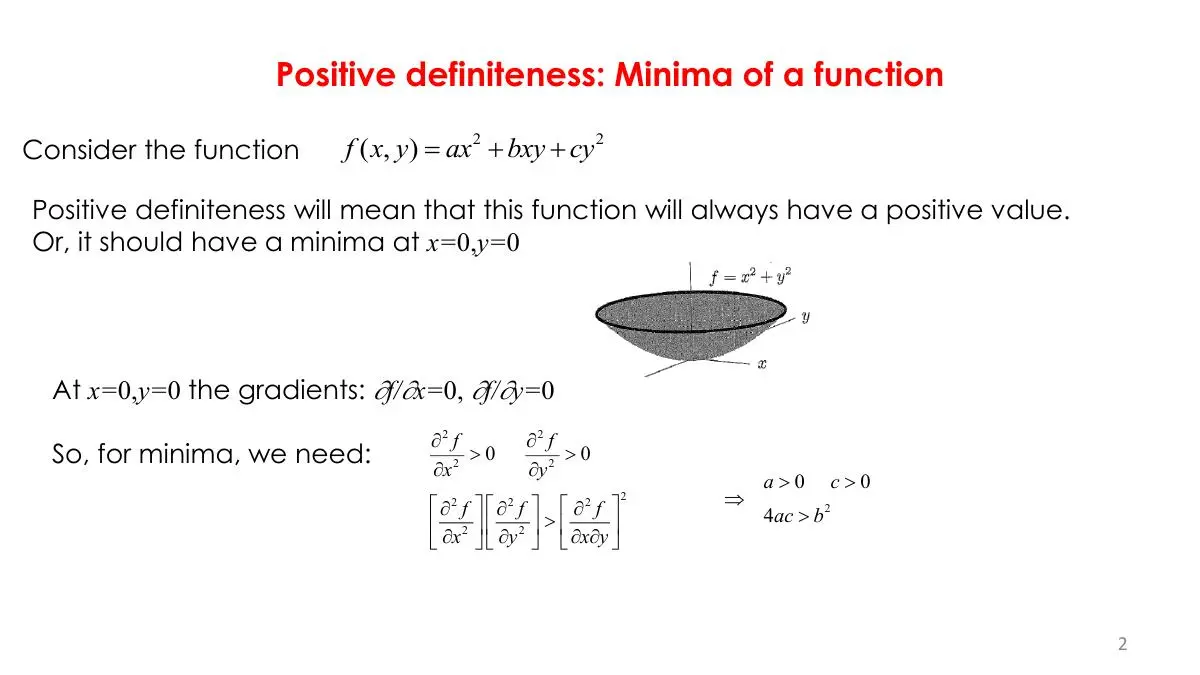 Positive definiteness: Minima of a function
Consider the function f(x, y) = ax² + bxy + cy²
Positive definiteness will mean that this function will always have a positive value.
Or, it should have a minima at x=0,y=0
f = x² + y²
y
x
At x=0,y=0 the gradients: ∂f/∂x=0, ∂f/∂y=0
So, for minima, we need: ∂²f/∂x² > 0 ∂²f/∂y² > 0
[∂²f/∂x²][∂²f/∂y²] > [∂²f/∂x∂y]²
⇒ a > 0 c > 0
4ac > b²
2